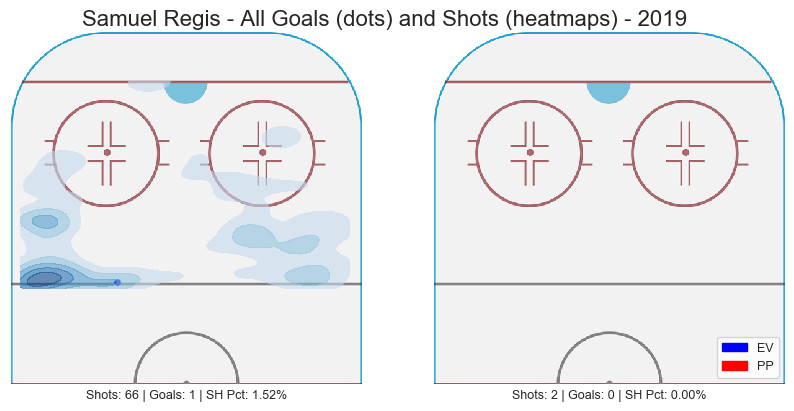 Samuel Regis - All Goals (dots) and Shots (heatmaps) - 2019
EV
PP
Shots: 66 | Goals: 1 | SH Pct: 1.52%
Shots: 2 | Goals: 0 | SH Pct: 0.00%